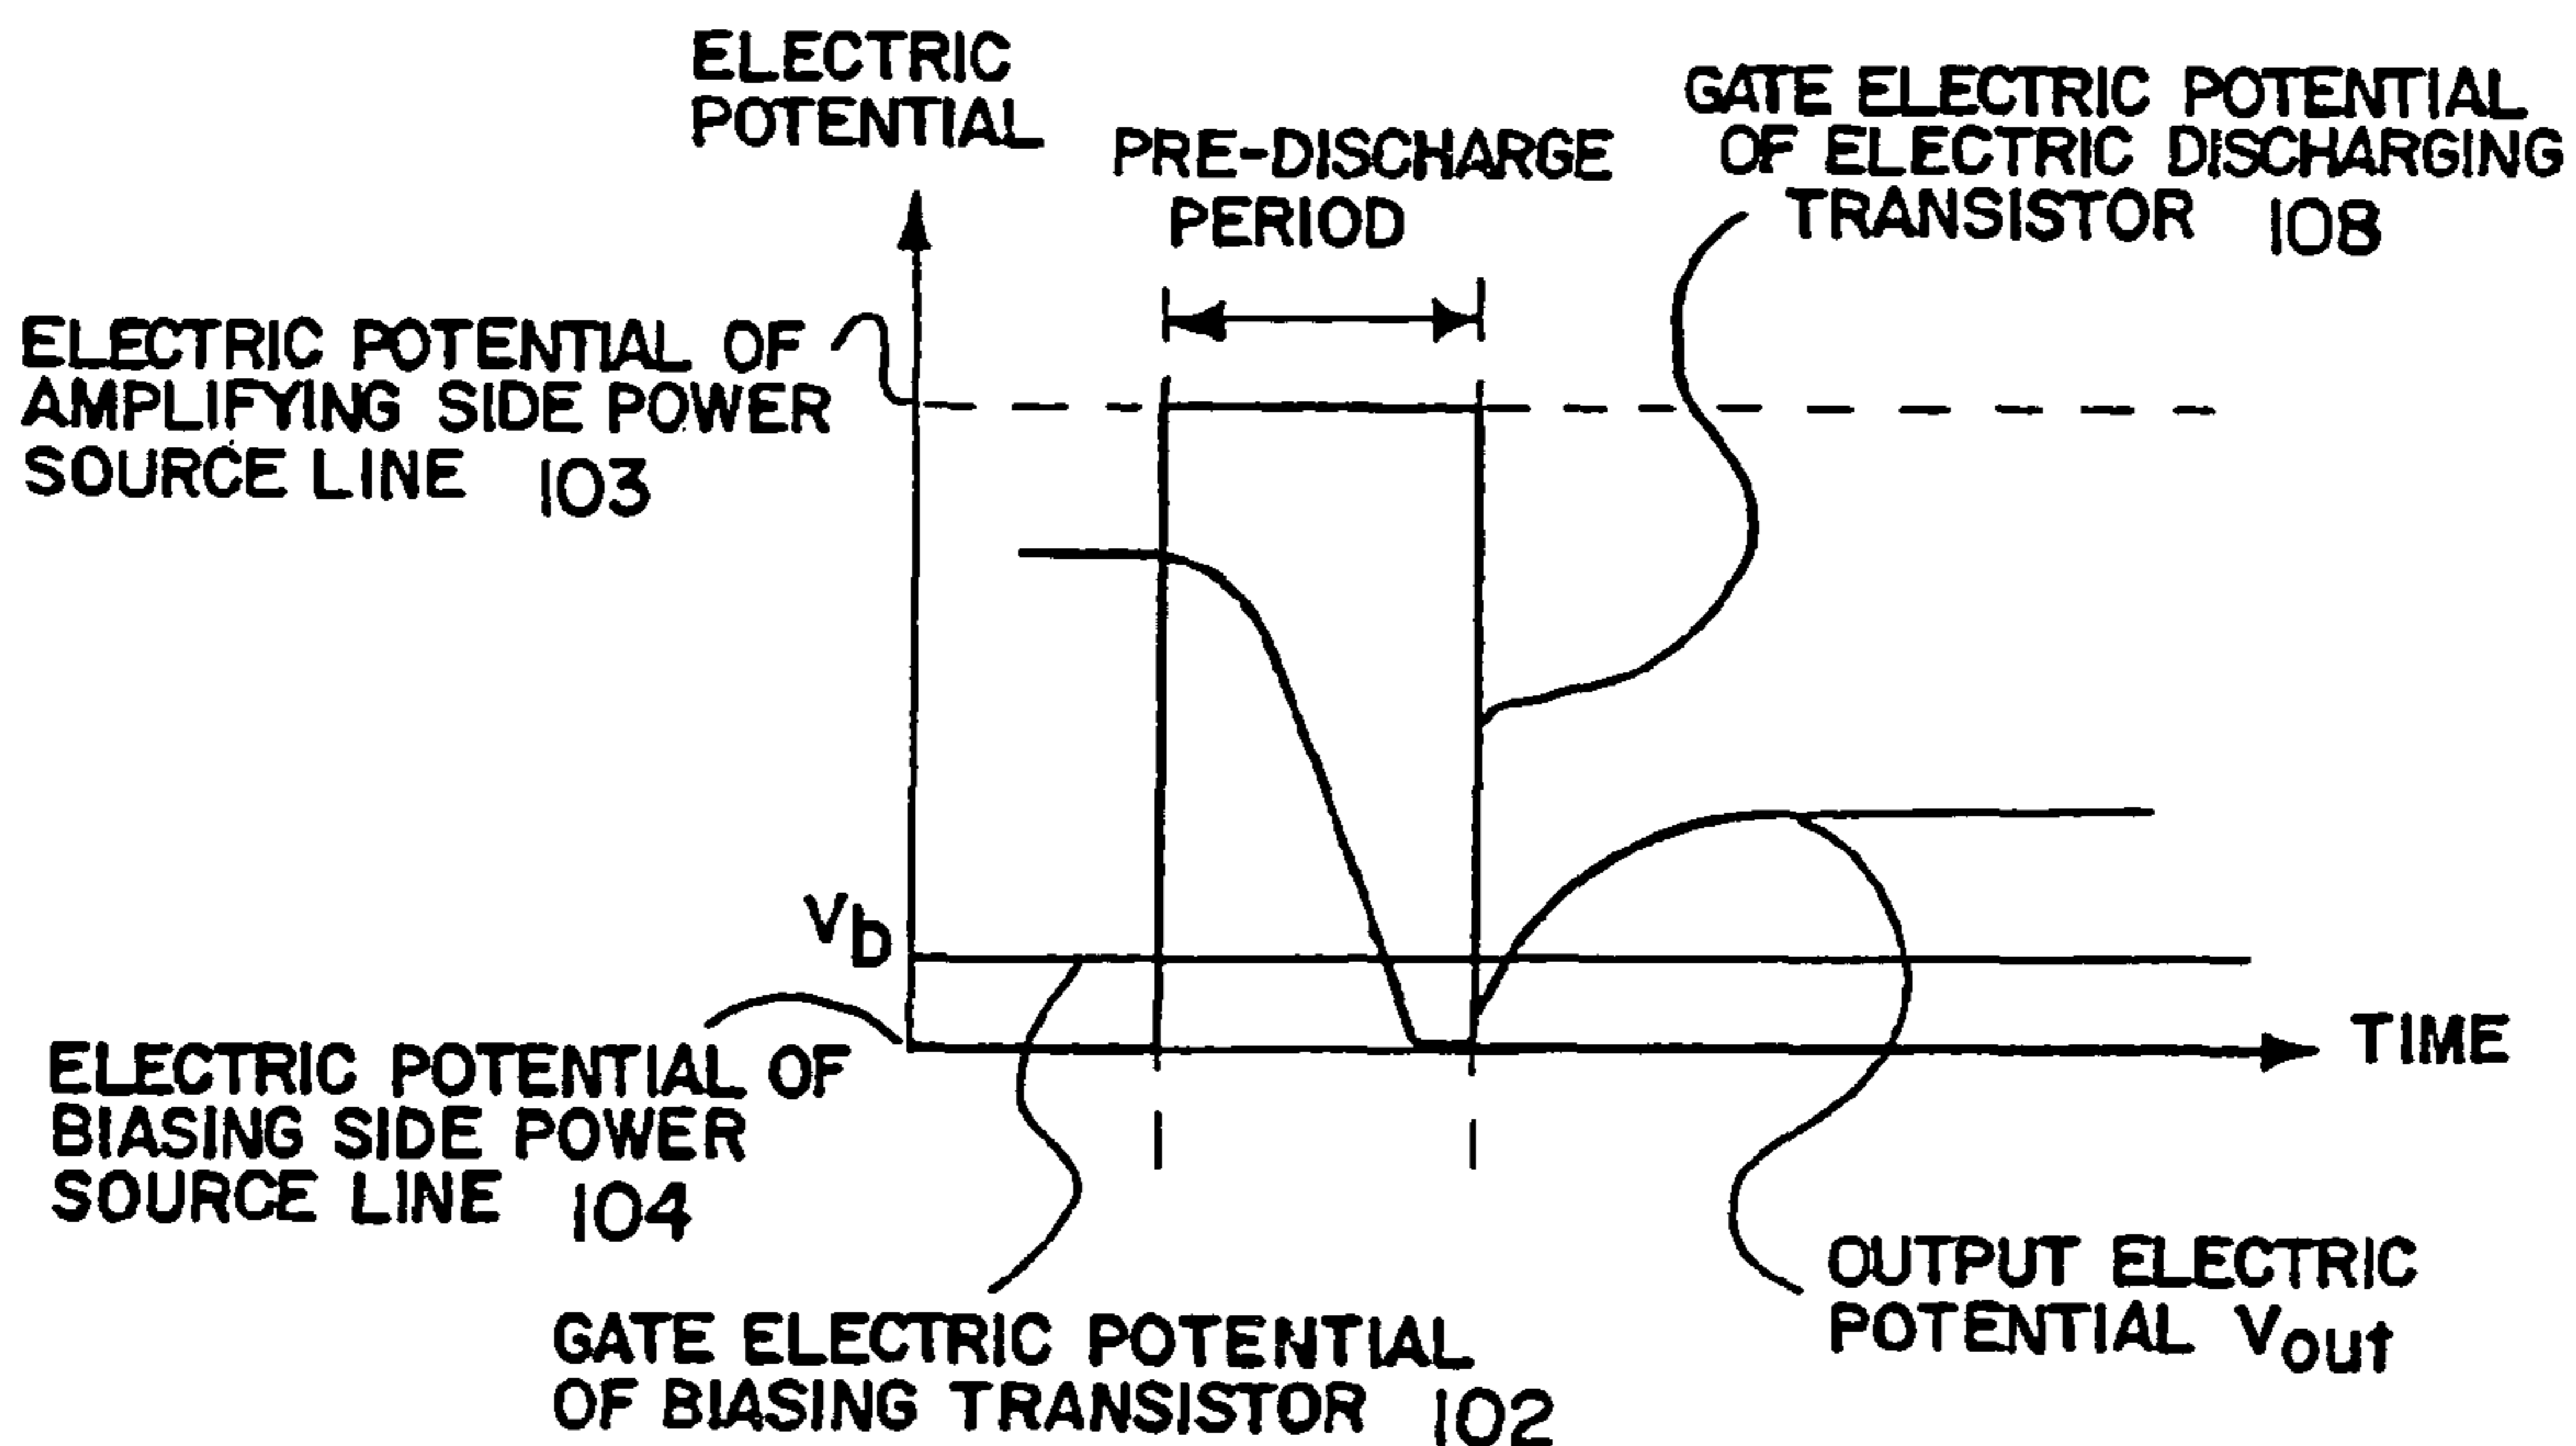 ELECTRIC
POTENTIAL
PRE-DISCHARGE
PERIOD
GATE ELECTRIC POTENTIAL
OF ELECTRIC DISCHARGING
TRANSISTOR 108
ELECTRIC POTENTIAL OF
AMPLIFYING SIDE POWER
SOURCE LINE 103
Vb
TIME
ELECTRIC POTENTIAL OF
BIASING SIDE POWER
SOURCE LINE 104
GATE ELECTRIC POTENTIAL
OF BIASING TRANSISTOR 102
OUTPUT ELECTRIC
POTENTIAL Vout